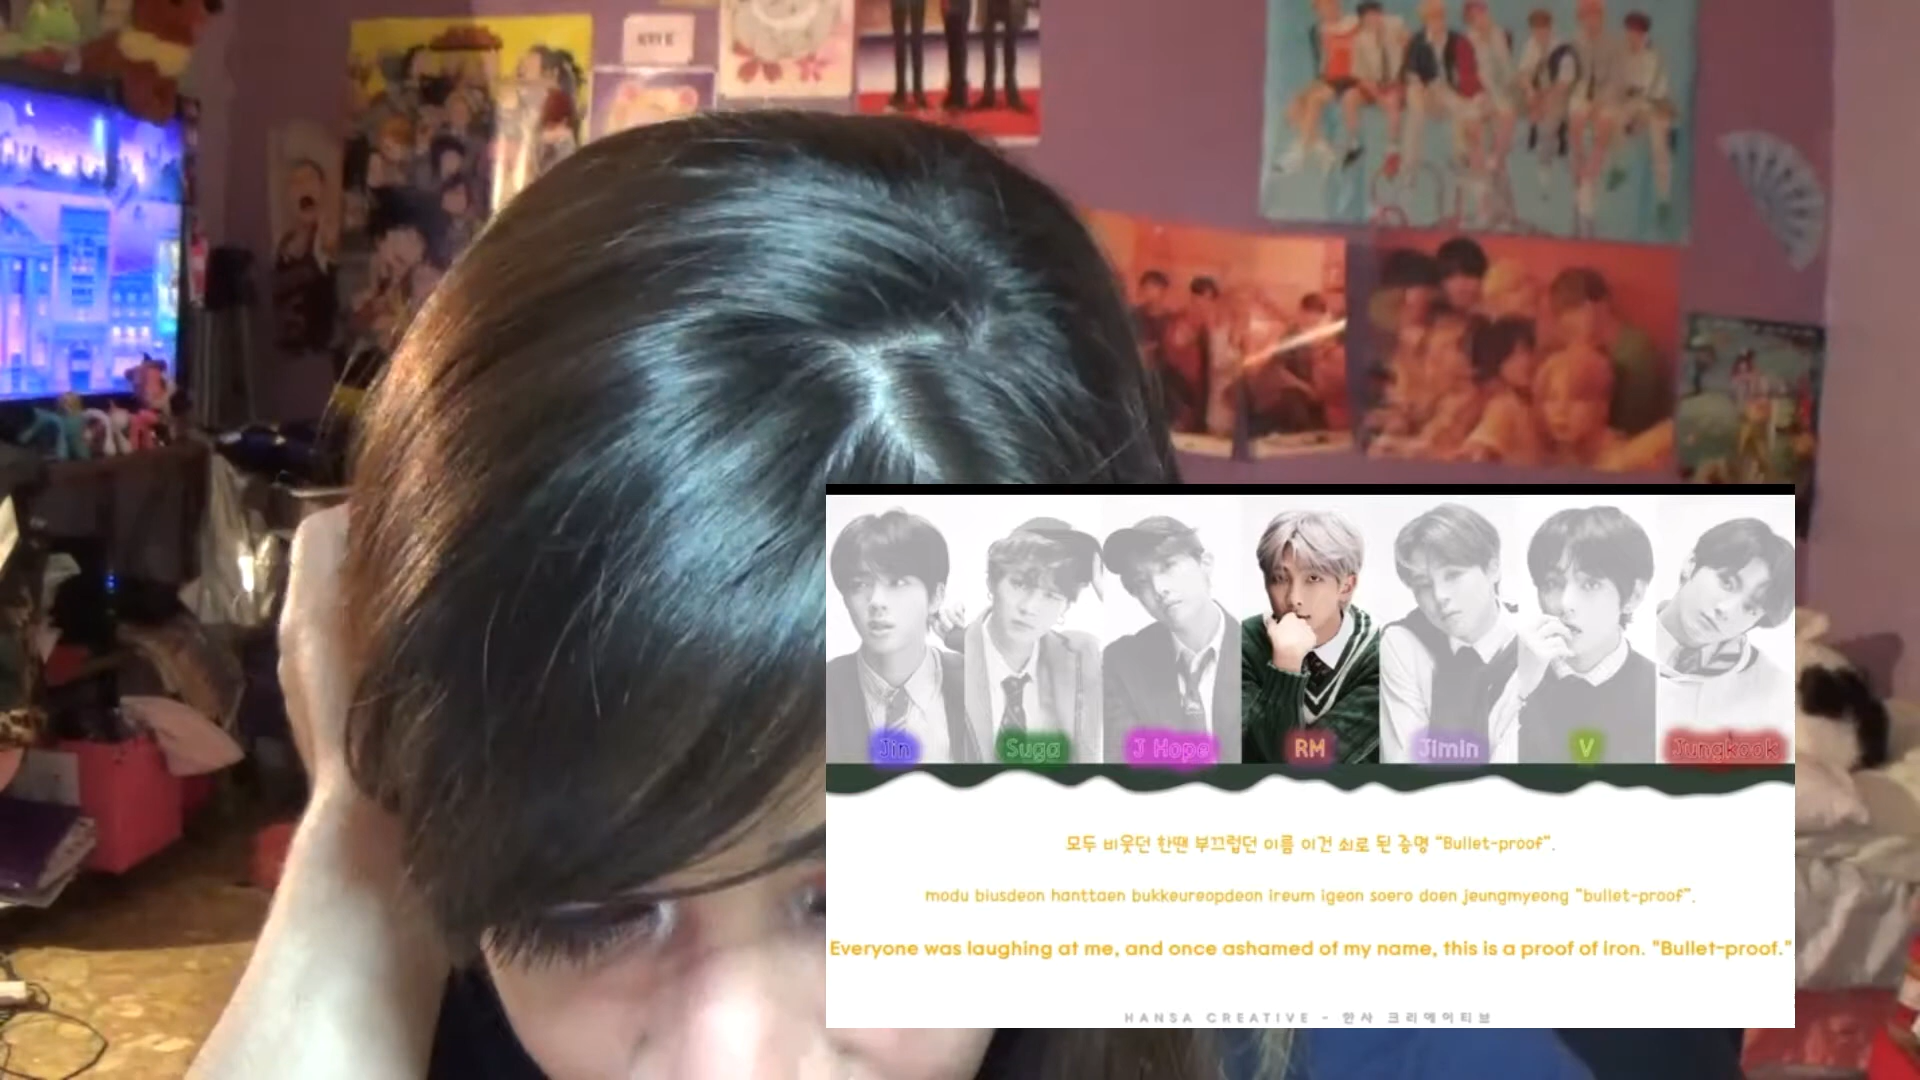 Jin
Suga
J Hope
RM
Jimin
V
Jungkook
모두 비웃던 한땐 부끄럽던 이름 이건 쇠로 된 증명 "Bullet-proof".
modu biusdeon hanttaen bukkeureopdeon ireum igeon soero doen jeungmyeong "bullet-proof".
Everyone was laughing at me, and once ashamed of my name, this is a proof of iron. "Bullet-proof."
HANSA CREATIVE - 한사 크리에이티브